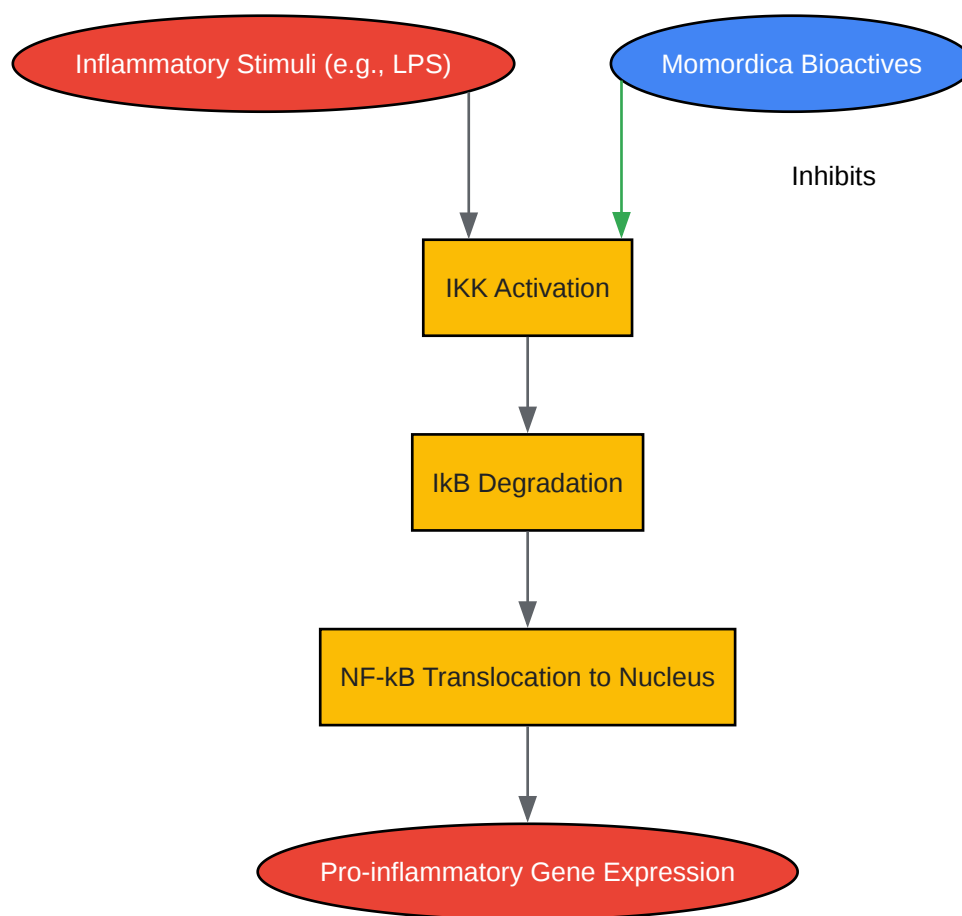 Inflammatory Stimuli (e.g., LPS)
Momordica Bioactives
Inhibits
IKK Activation
IkB Degradation
NF-kB Translocation to Nucleus
Pro-inflammatory Gene Expression